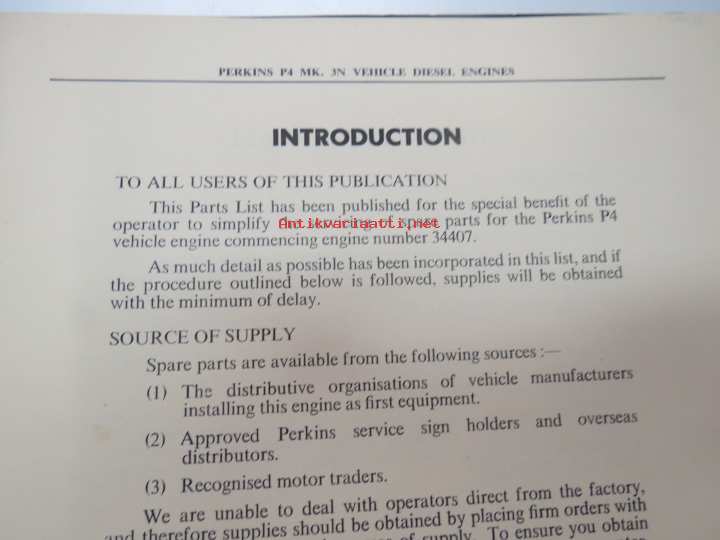 PERKINS P4 MK. 3N VEHICLE DIESEL ENGINES
INTRODUCTION
TO ALL USERS OF THIS PUBLICATION
This Parts List has been published for the special benefit of the
operator to simplify the of spare parts for the Perkins P4
Antikvariaatti.net
vehicle engine commencing engine number 34407.
As much detail as possible has been incorporated in this list, and if
the procedure outlined below is followed, supplies will be obtained
with the minimum of delay.
SOURCE OF SUPPLY
Spare parts are available from the following sources :—
(1) The distributive organisations of vehicle manufacturers
installing this engine as first equipment.
(2) Approved Perkins service sign holders and overseas
distributors.
(3) Recognised motor traders.
We are unable to deal with operators direct from the factory,
and therefore supplies should be obtained by placing firm orders with
of supply. To ensure you obtain